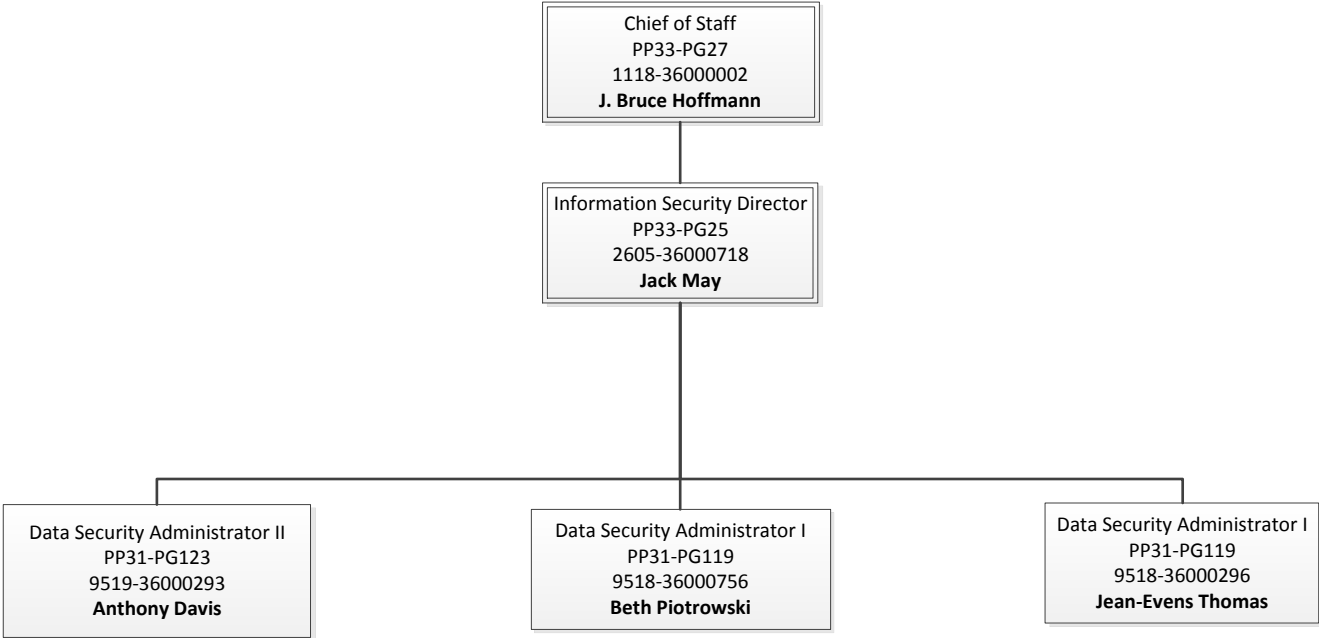 Chief of Staff
PP33-PG27
1118-36000002
J. Bruce Hoffmann
Information Security Director
PP33-PG25
2605-36000718
Jack May
Data Security Administrator II
PP31-PG123
9519-36000293
Anthony Davis
Data Security Administrator I
PP31-PG119
9518-36000756
Beth Piotrowski
Data Security Administrator I
PP31-PG119
9518-36000296
Jean-Evens Thomas